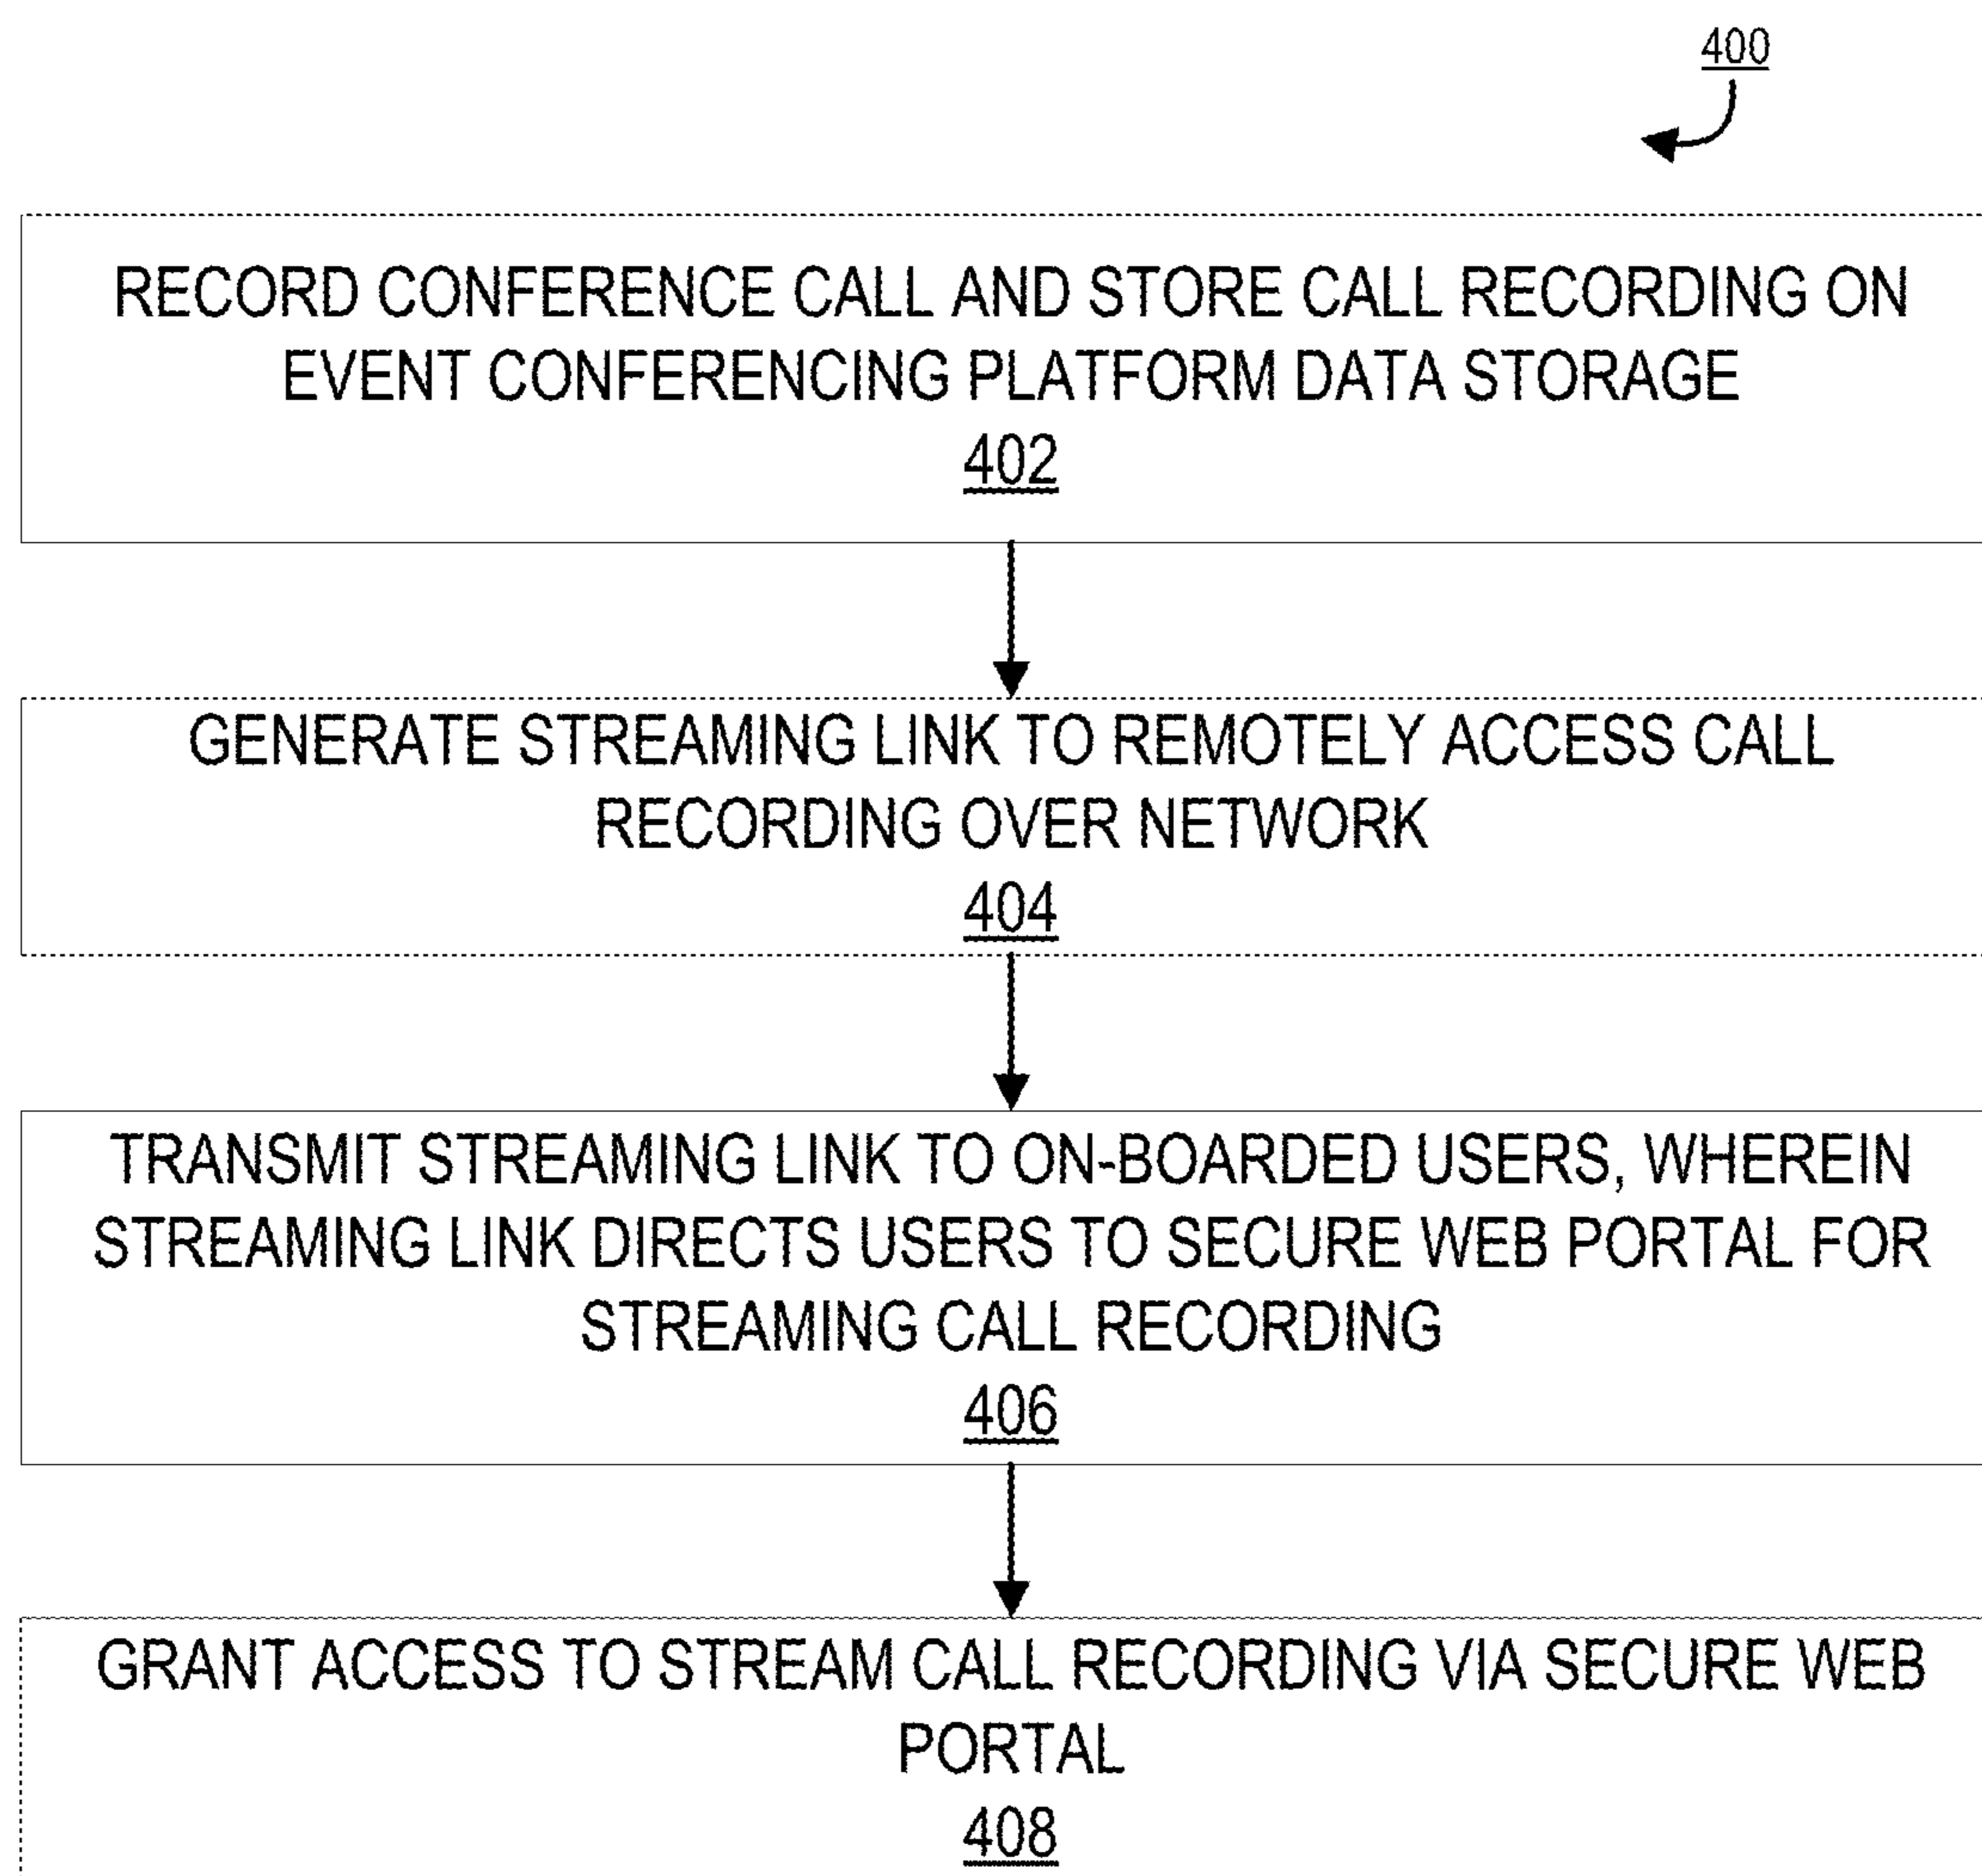 400
RECORD CONFERENCE CALL AND STORE CALL RECORDING ON
EVENT CONFERENCING PLATFORM DATA STORAGE
402
GENERATE STREAMING LINK TO REMOTELY ACCESS CALL
RECORDING OVER NETWORK
404
TRANSMIT STREAMING LINK TO ON-BOARDED USERS, WHEREIN
STREAMING LINK DIRECTS USERS TO SECURE WEB PORTAL FOR
STREAMING CALL RECORDING
406
GRANT ACCESS TO STREAM CALL RECORDING VIA SECURE WEB
PORTAL
408